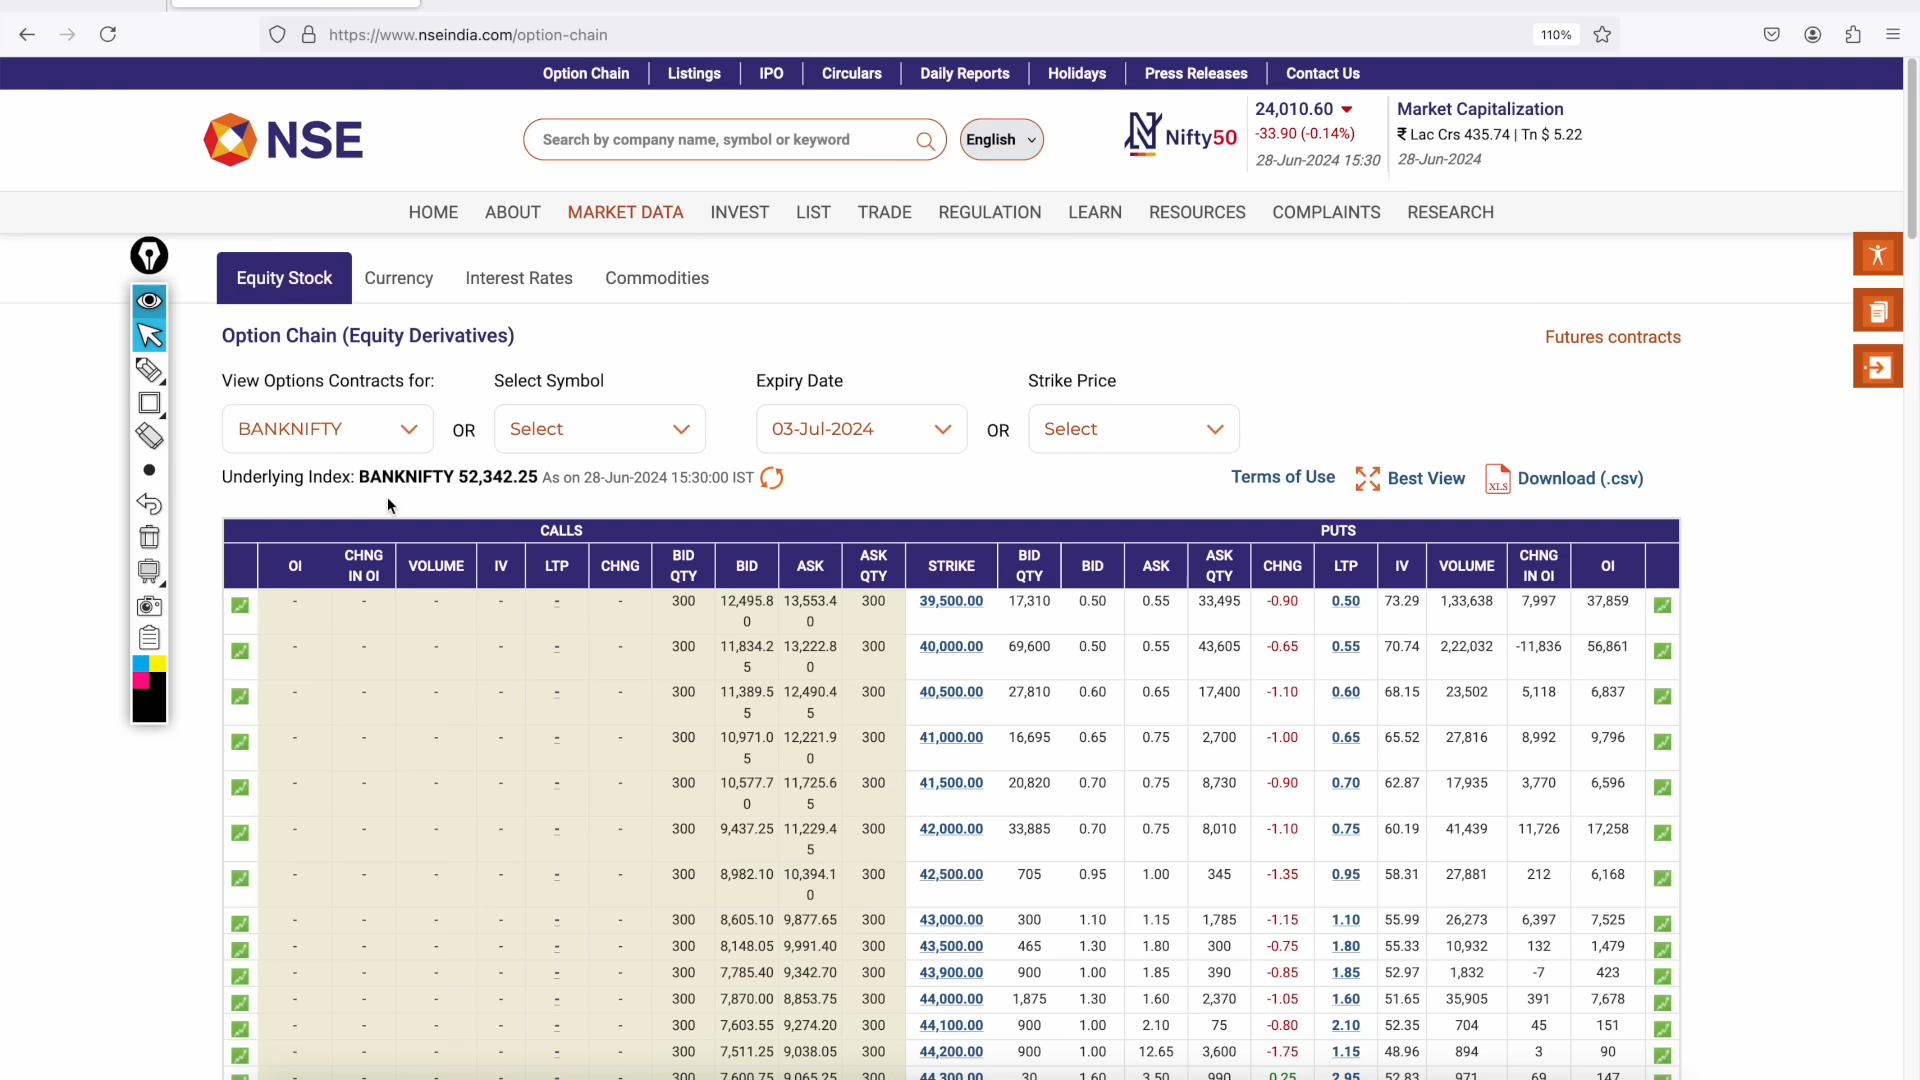 https://www.nseindia.com/option-chain 110%
Option Chain Listings IPO Circulars Daily Reports Holidays Press Releases Contact Us
NSE
Search by company name, symbol or keyword
English
Nifty50
24,010.60
-33.90 (-0.14%)
28-Jun-2024 15:30
Market Capitalization
₹ Lac Crs 435.74 | Tn $ 5.22
28-Jun-2024
HOME ABOUT MARKET DATA INVEST LIST TRADE REGULATION LEARN RESOURCES COMPLAINTS RESEARCH
Equity Stock Currency Interest Rates Commodities
Option Chain (Equity Derivatives) Futures contracts
View Options Contracts for: Select Symbol Expiry Date Strike Price
BANKNIFTY OR Select 03-Jul-2024 OR Select
Underlying Index: BANKNIFTY 52,342.25 As on 28-Jun-2024 15:30:00 IST Terms of Use Best View XLS Download (.csv)
CALLS PUTS
OI CHNG IN OI VOLUME IV LTP CHNG BID QTY BID ASK ASK QTY STRIKE BID QTY BID ASK ASK QTY CHNG LTP IV VOLUME CHNG IN OI OI
- - - - - - 300 12,495.80 13,553.40 300 39,500.00 17,310 0.50 0.55 33,495 -0.90 0.50 73.29 1,33,638 7,997 37,859
- - - - - - 300 11,834.25 13,222.80 300 40,000.00 69,600 0.50 0.55 43,605 -0.65 0.55 70.74 2,22,032 -11,836 56,861
- - - - - - 300 11,389.55 12,490.45 300 40,500.00 27,810 0.60 0.65 17,400 -1.10 0.60 68.15 23,502 5,118 6,837
- - - - - - 300 10,971.05 12,221.90 300 41,000.00 16,695 0.65 0.75 2,700 -1.00 0.65 65.52 27,816 8,992 9,796
- - - - - - 300 10,577.70 11,725.65 300 41,500.00 20,820 0.70 0.75 8,730 -0.90 0.70 62.87 17,935 3,770 6,596
- - - - - - 300 9,437.25 11,229.45 300 42,000.00 33,885 0.70 0.75 8,010 -1.10 0.75 60.19 41,439 11,726 17,258
- - - - - - 300 8,982.10 10,394.10 300 42,500.00 705 0.95 1.00 345 -1.35 0.95 58.31 27,881 212 6,168
- - - - - - 300 8,605.10 9,877.65 300 43,000.00 300 1.10 1.15 1,785 -1.15 1.10 55.99 26,273 6,397 7,525
- - - - - - 300 8,148.05 9,991.40 300 43,500.00 465 1.30 1.80 300 -0.75 1.80 55.33 10,932 132 1,479
- - - - - - 300 7,785.40 9,342.70 300 43,900.00 900 1.00 1.85 390 -0.85 1.85 52.97 1,832 -7 423
- - - - - - 300 7,870.00 8,853.75 300 44,000.00 1,875 1.30 1.60 2,370 -1.05 1.60 51.65 35,905 391 7,678
- - - - - - 300 7,603.55 9,274.20 300 44,100.00 900 1.00 2.10 75 -0.80 2.10 52.35 704 45 151
- - - - - - 300 7,511.25 9,038.05 300 44,200.00 900 1.00 12.65 3,600 -1.75 1.15 48.96 894 3 90
- - - - - - 300 7,600.75 9,065.25 300 44,300.00 30 1.60 3.50 990 0.25 2.95 52.83 971 69 147